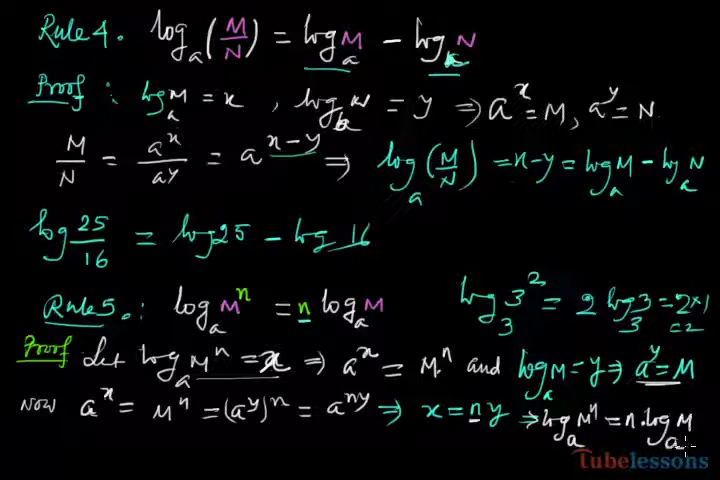 Rule 4. log_a (M/N) = log_a M - log_a N
Proof : log_a M = x , log_a N = y ⇒ a^x = M, a^y = N
M/N = a^x/a^y = a^(x-y) ⇒ log_a (M/N) = x-y = log_a M - log_a N
log 25/16 = log 25 - log 16
Rule 5. : log_a M^n = n log_a M log_3 3^2 = 2 log_3 3 = 2×1 = 2
Proof Let log_a M^n = x ⇒ a^x = M^n and log_a M = y ⇒ a^y = M
Now a^x = M^n = (a^y)^n = a^(ny) ⇒ x = ny ⇒ log_a M^n = n · log_a M
Tubelessons